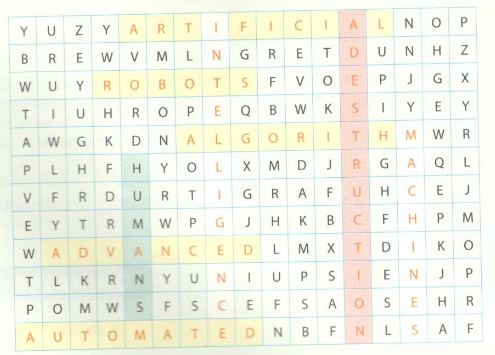 Y U Z Y A R T I F I C I A L N O P
B R E W V M L N G R E T D U N H Z
W U Y R O B O T S F V O E P J G X
T I U H R O P E Q B W K S I Y E Y
A W G K D N A L G O R I T H M W R
P L H F H Y O L X M D J R G A Q L
V F R D U R T I G R A F U H C E J
E Y T R M W P G J H K B C F H P M
W A D V A N C E D L M X T D I K O
T L K R N Y U N I U P S I E N J P
P O M W S F S C E F S A O S E H R
A U T O M A T E D N B F N L S A F